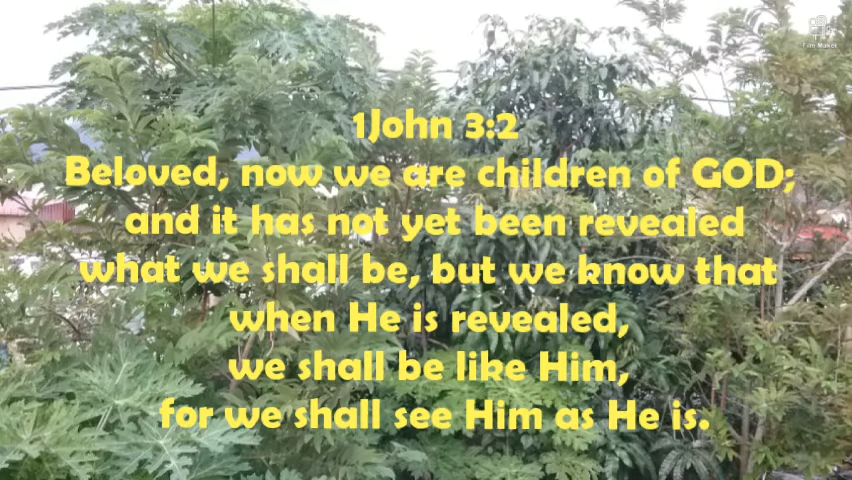 Film Maker
1John 3:2
Beloved, now we are children of GOD;
and it has not yet been revealed
what we shall be, but we know that
when He is revealed,
we shall be like Him,
for we shall see Him as He is.